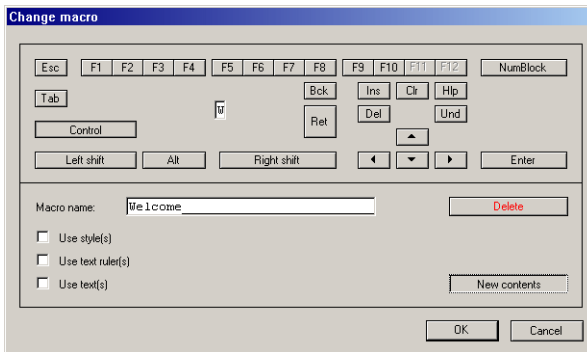 Change macro
Esc F1 F2 F3 F4 F5 F6 F7 F8 F9 F10 F11 F12 NumBlock
Bck Ins Clr Hlp
Tab W Ret Del Und
Control
Left shift Alt Right shift Enter
Macro name: Welcome Delete
Use style(s)
Use text ruler(s)
Use text(s) New contents
OK Cancel